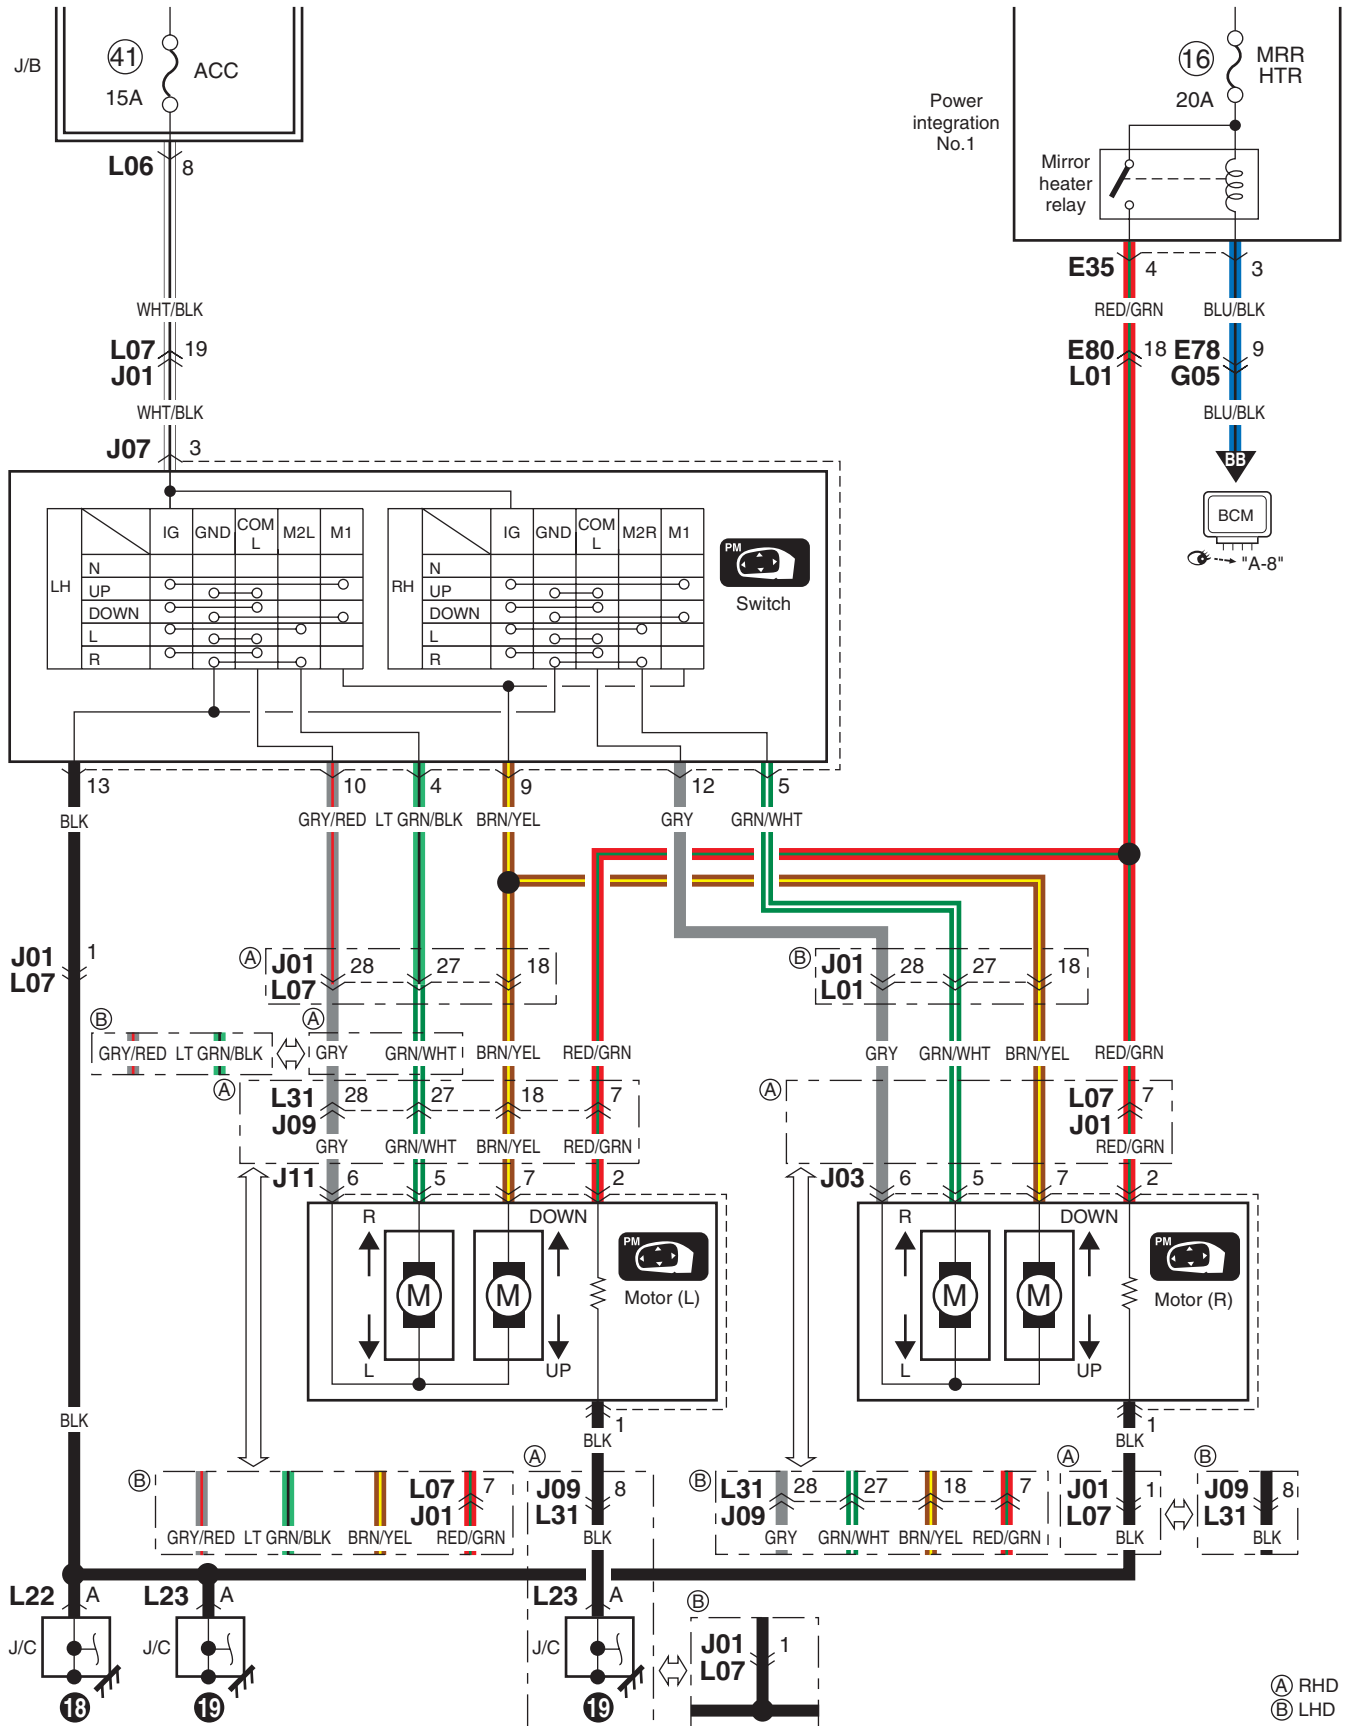 J/B
41
15A
ACC
L06
8
WHT/BLK
L07
19
J01
WHT/BLK
J07
3
Power
integration
No.1
16
20A
MRR
HTR
Mirror
heater
relay
E35
4
3
RED/GRN
BLU/BLK
E80
18
L01
E78
9
G05
BLU/BLK
BB
BCM
"A-8"
LH
IG
GND
COM
L
M2L
M1
N
UP
DOWN
L
R
RH
IG
GND
COM
L
M2R
M1
N
UP
DOWN
L
R
PM
Switch
13
10
4
9
12
5
BLK
GRY/RED
LT GRN/BLK
BRN/YEL
GRY
GRN/WHT
J01
1
L07
A
J01
28
27
18
L07
B
J01
28
27
18
L01
B
GRY/RED
LT GRN/BLK
A
GRY
GRN/WHT
BRN/YEL
RED/GRN
GRY
GRN/WHT
BRN/YEL
RED/GRN
A
L31
28
27
18
7
J09
GRY
GRN/WHT
BRN/YEL
RED/GRN
A
L07
7
J01
RED/GRN
J11
6
5
7
2
J03
6
5
7
2
R
L
M
M
DOWN
UP
PM
Motor (L)
R
L
M
M
DOWN
UP
PM
Motor (R)
BLK
1
BLK
1
BLK
B
GRY/RED
LT GRN/BLK
BRN/YEL
L07
7
J01
RED/GRN
A
J09
8
L31
BLK
B
L31
28
27
18
7
J09
GRY
GRN/WHT
BRN/YEL
RED/GRN
A
J01
1
L07
BLK
B
J09
8
L31
BLK
L22
A
J/C
18
L23
A
J/C
19
L23
A
J/C
19
B
J01
1
L07
A RHD
B LHD